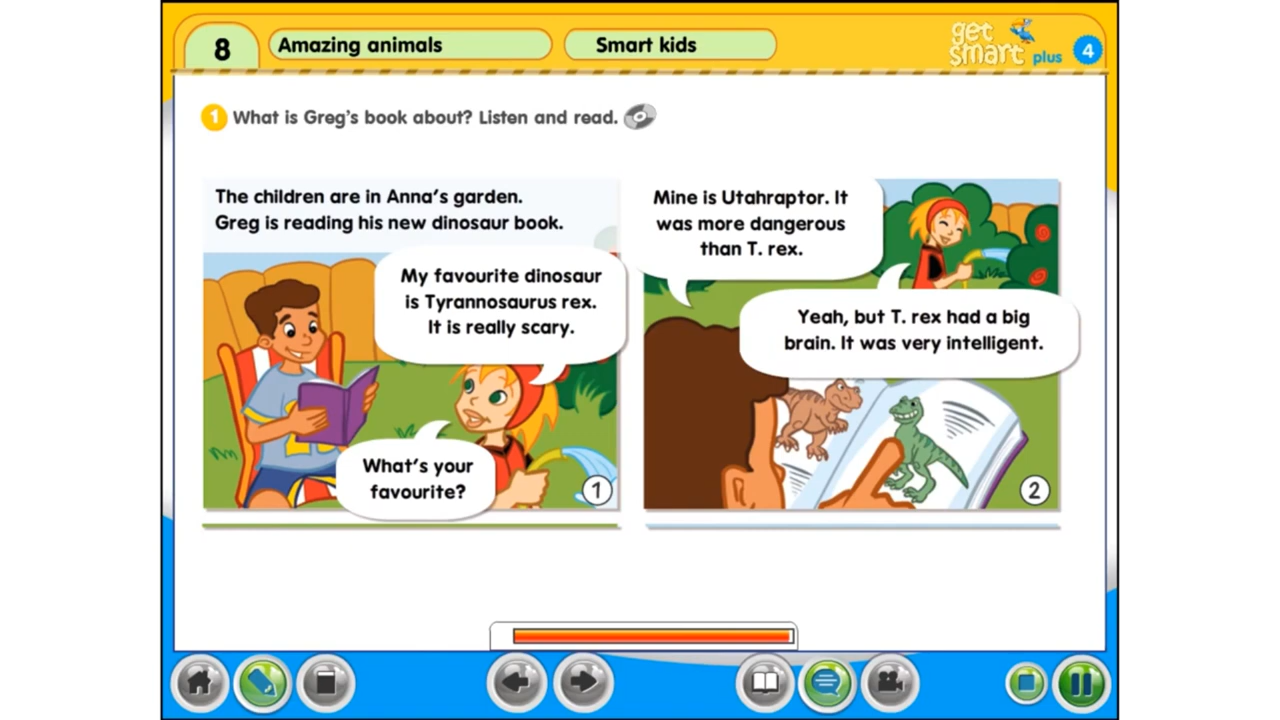 8
Amazing animals
Smart kids
get
smart plus 4
1 What is Greg's book about? Listen and read.
The children are in Anna's garden.
Greg is reading his new dinosaur book.
My favourite dinosaur
is Tyrannosaurus rex.
It is really scary.
What's your
favourite?
1
Mine is Utahraptor. It
was more dangerous
than T. rex.
Yeah, but T. rex had a big
brain. It was very intelligent.
2